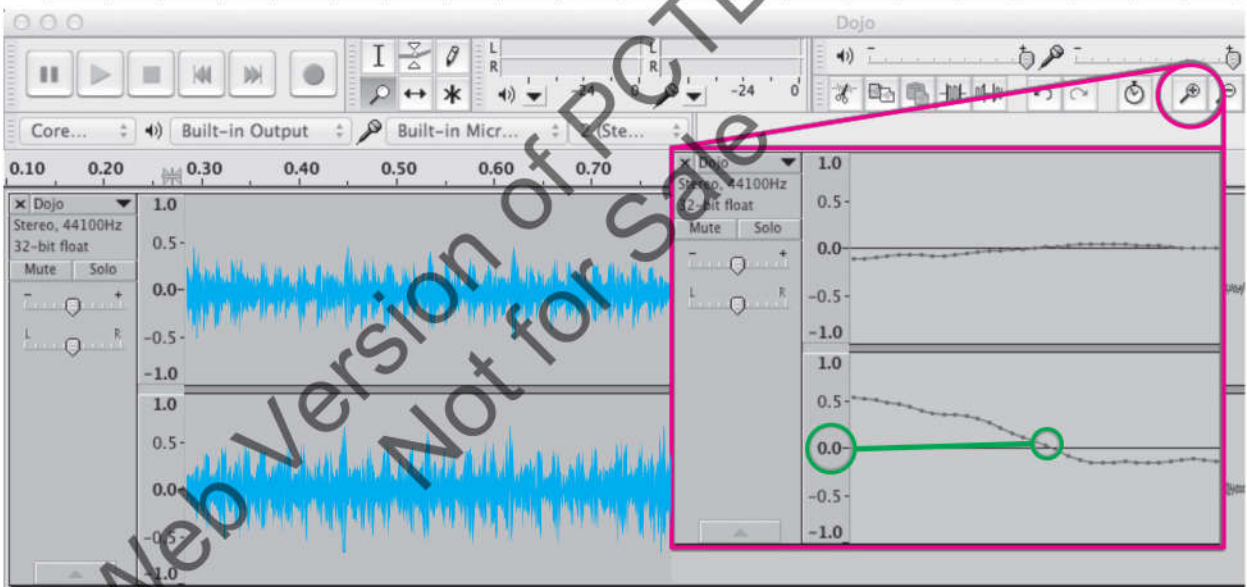 Dojo
L
R
L
R
-24 0
-24 0
Core...
Built-in Output
Built-in Micr...
2 (Ste...
0.10 0.20 0.30 0.40 0.50 0.60 0.70
Dojo
Stereo, 44100Hz
32-bit float
Mute Solo
- +
L R
1.0
0.5
0.0
-0.5
-1.0
1.0
0.5
0.0
-0.5
-1.0
Dojo
Stereo, 44100Hz
32-bit float
Mute Solo
- +
L R
1.0
0.5
0.0
-0.5
-1.0
1.0
0.5
0.0
-0.5
-1.0
Web Version of PCTE
Not for Sale